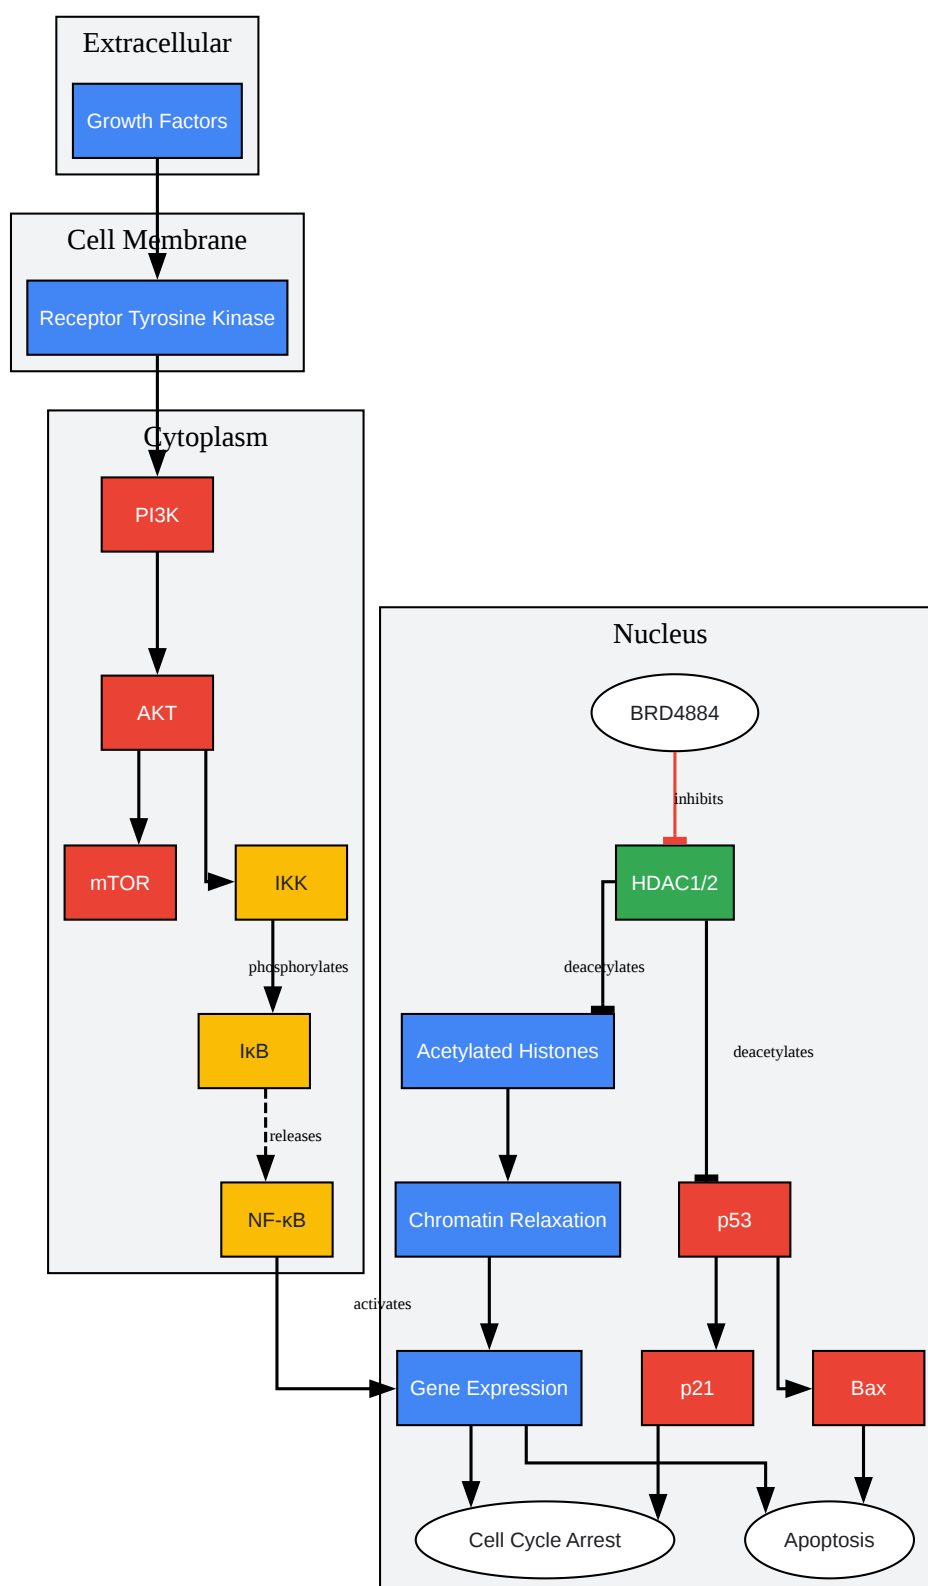 Extracellular
Growth Factors
Cell Membrane
Receptor Tyrosine Kinase
Cytoplasm
PI3K
Nucleus
AKT
BRD4884
inhibits
mTOR
IKK
HDAC1/2
phosphorylates
deacetylates
IκB
Acetylated Histones
deacetylates
releases
NF-κB
Chromatin Relaxation
p53
activates
Gene Expression
p21
Bax
Cell Cycle Arrest
Apoptosis